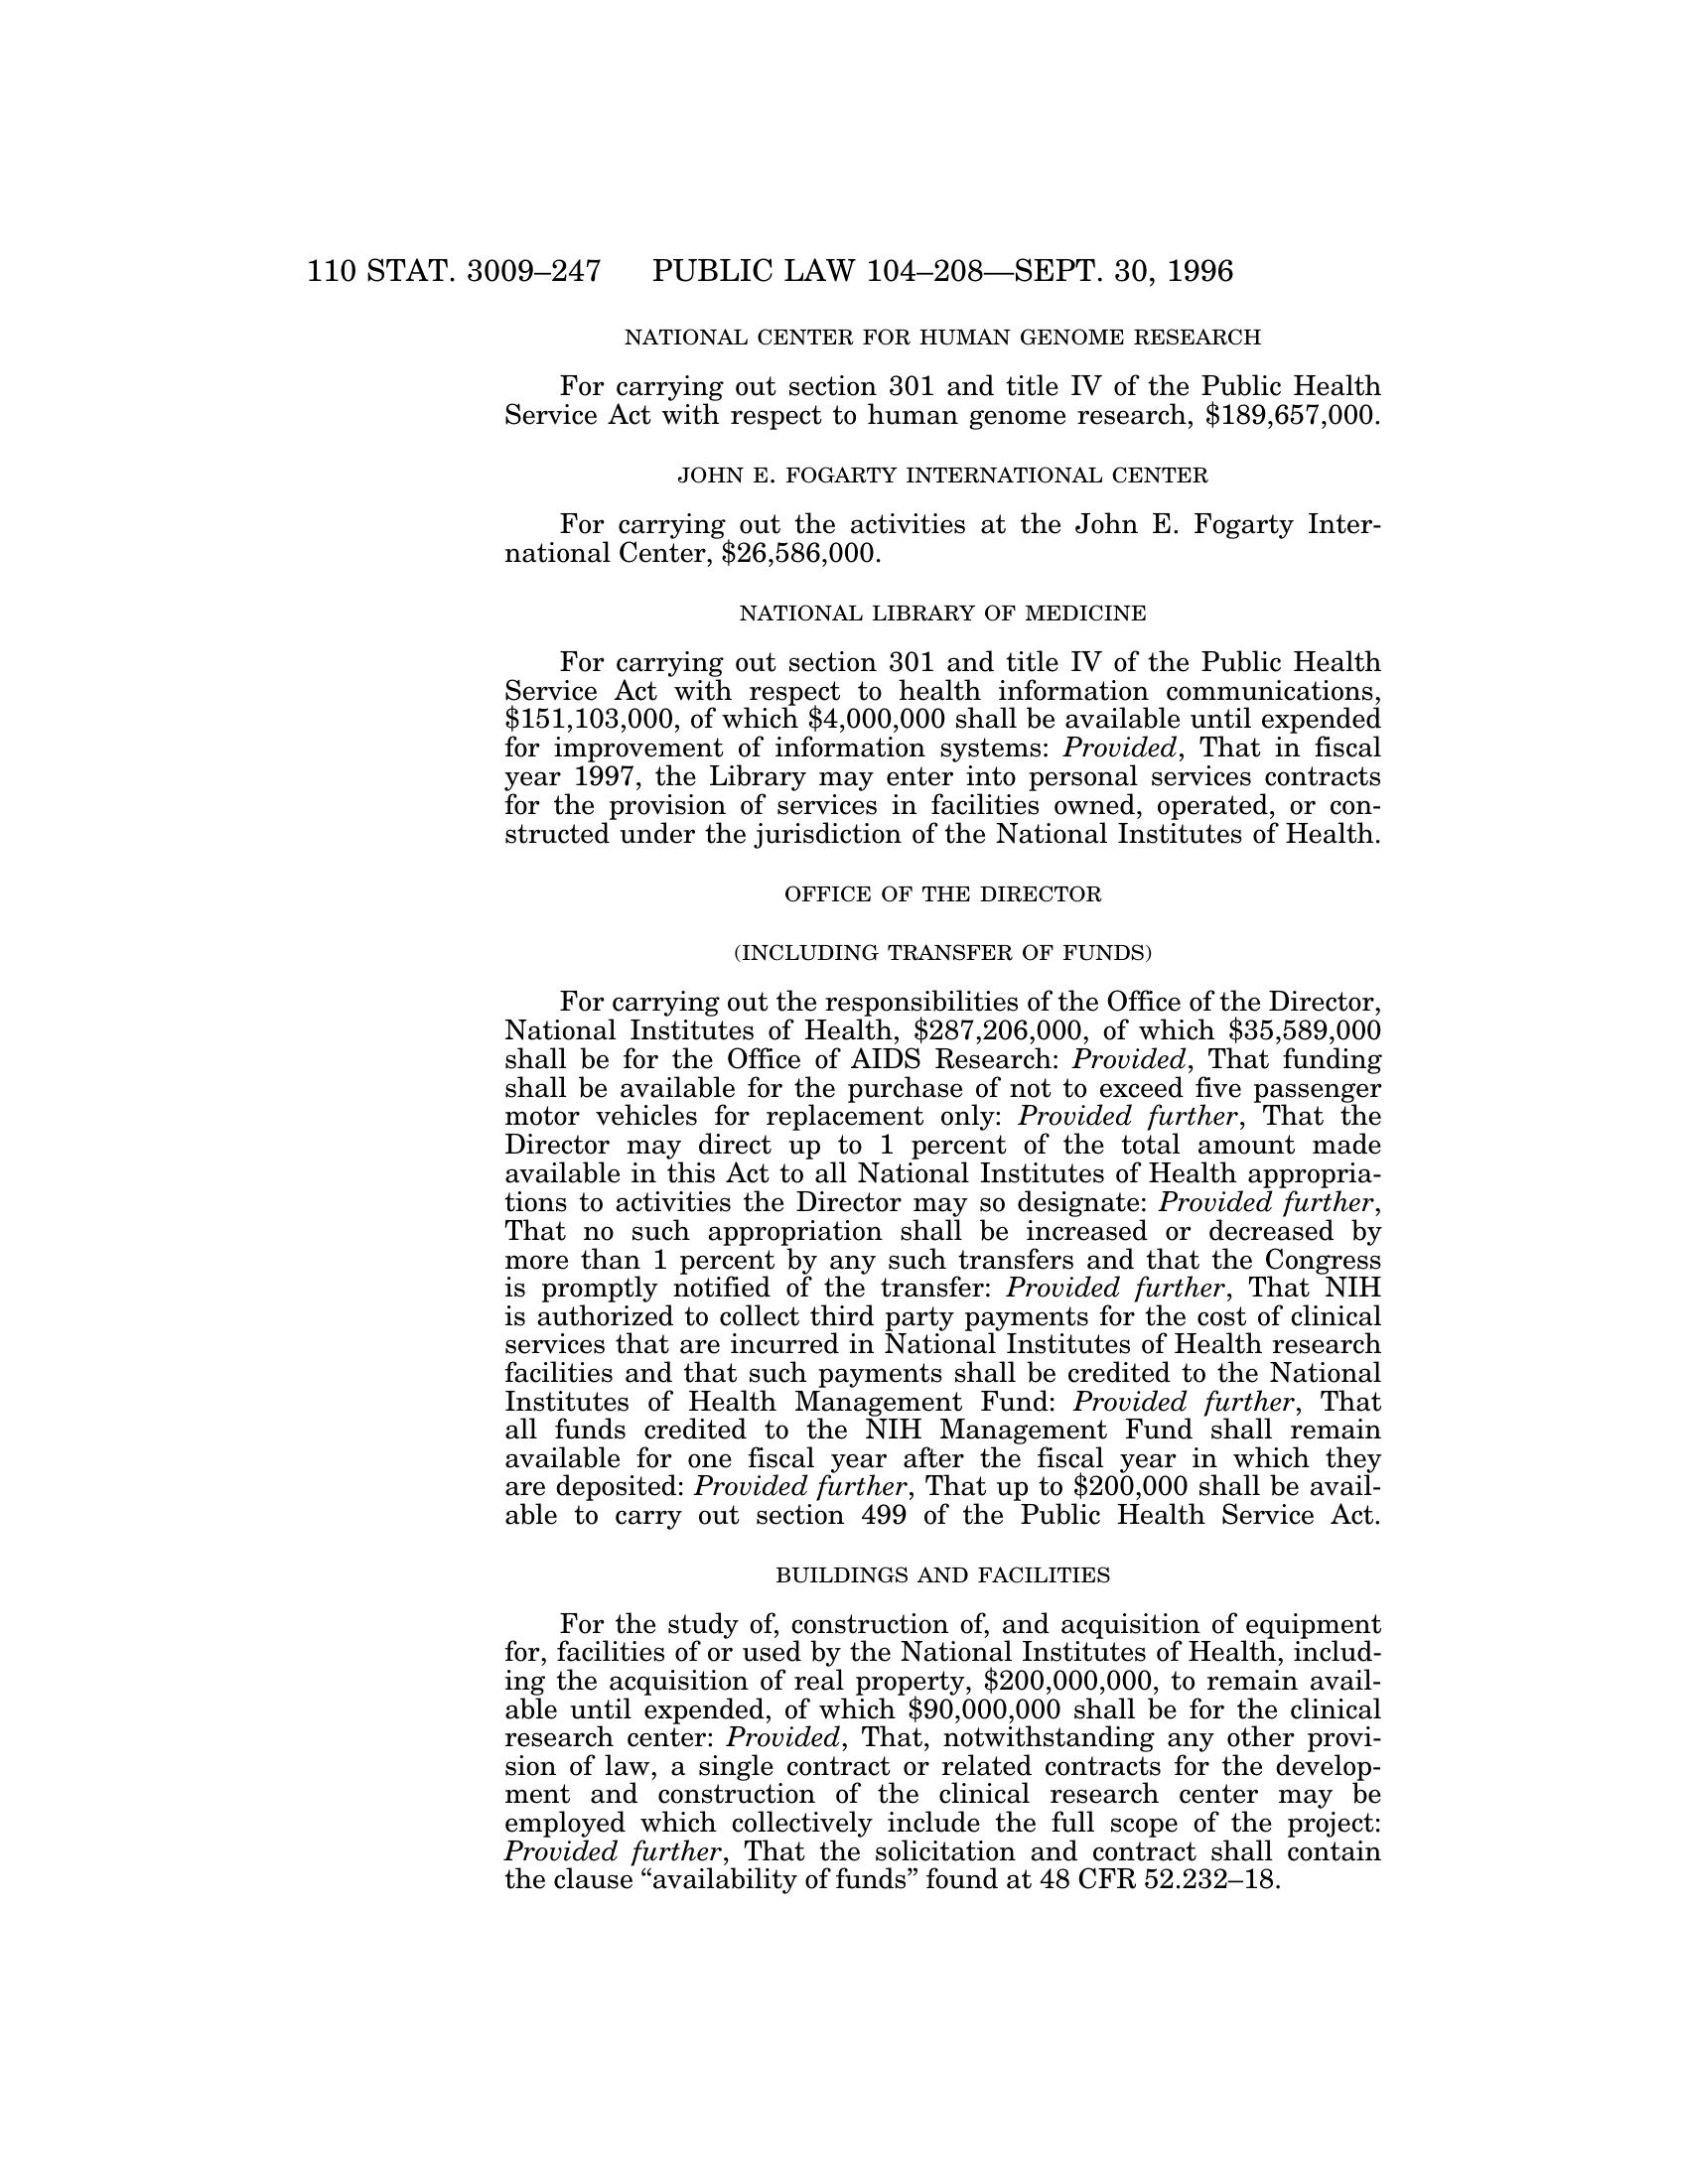 110 STAT. 3009–247 PUBLIC LAW 104–208—SEPT. 30, 1996
NATIONAL CENTER FOR HUMAN GENOME RESEARCH
For carrying out section 301 and title IV of the Public Health
Service Act with respect to human genome research, $189,657,000.
JOHN E. FOGARTY INTERNATIONAL CENTER
For carrying out the activities at the John E. Fogarty Inter-
national Center, $26,586,000.
NATIONAL LIBRARY OF MEDICINE
For carrying out section 301 and title IV of the Public Health
Service Act with respect to health information communications,
$151,103,000, of which $4,000,000 shall be available until expended
for improvement of information systems: Provided, That in fiscal
year 1997, the Library may enter into personal services contracts
for the provision of services in facilities owned, operated, or con-
structed under the jurisdiction of the National Institutes of Health.
OFFICE OF THE DIRECTOR
(INCLUDING TRANSFER OF FUNDS)
For carrying out the responsibilities of the Office of the Director,
National Institutes of Health, $287,206,000, of which $35,589,000
shall be for the Office of AIDS Research: Provided, That funding
shall be available for the purchase of not to exceed five passenger
motor vehicles for replacement only: Provided further, That the
Director may direct up to 1 percent of the total amount made
available in this Act to all National Institutes of Health appropria-
tions to activities the Director may so designate: Provided further,
That no such appropriation shall be increased or decreased by
more than 1 percent by any such transfers and that the Congress
is promptly notified of the transfer: Provided further, That NIH
is authorized to collect third party payments for the cost of clinical
services that are incurred in National Institutes of Health research
facilities and that such payments shall be credited to the National
Institutes of Health Management Fund: Provided further, That
all funds credited to the NIH Management Fund shall remain
available for one fiscal year after the fiscal year in which they
are deposited: Provided further, That up to $200,000 shall be avail-
able to carry out section 499 of the Public Health Service Act.
BUILDINGS AND FACILITIES
For the study of, construction of, and acquisition of equipment
for, facilities of or used by the National Institutes of Health, includ-
ing the acquisition of real property, $200,000,000, to remain avail-
able until expended, of which $90,000,000 shall be for the clinical
research center: Provided, That, notwithstanding any other provi-
sion of law, a single contract or related contracts for the develop-
ment and construction of the clinical research center may be
employed which collectively include the full scope of the project:
Provided further, That the solicitation and contract shall contain
the clause “availability of funds” found at 48 CFR 52.232–18.